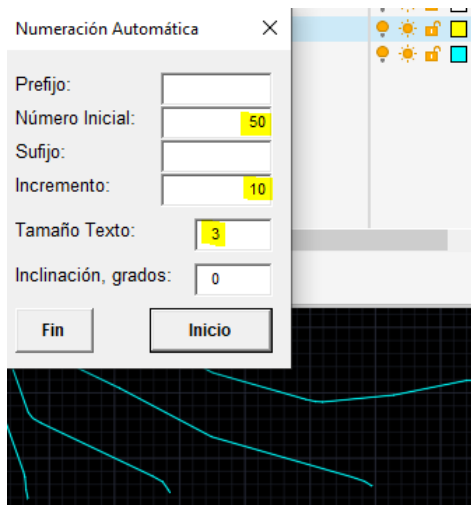 Numeración Automática
Prefijo:
Número Inicial: 50
Sufijo:
Incremento: 10
Tamaño Texto: 3
Inclinación, grados: 0
Fin Inicio